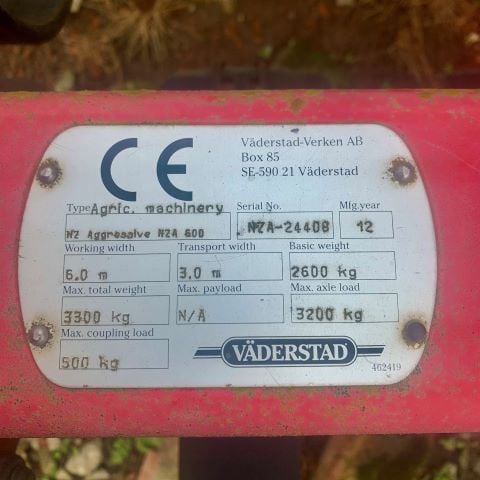 CE
Väderstad-Verken AB
Box 85
SE-590 21 Väderstad
Type Agric. machinery
Serial No.
Mfg.year
NZ Aggressive NZA 600
NZA-24408
12
Working width
Transport width
Basic weight
6.0 m
3.0 m
2600 kg
Max. total weight
Max. payload
Max. axle load
3300 kg
N/A
3200 kg
Max. coupling load
500 kg
VÄDERSTAD
462419